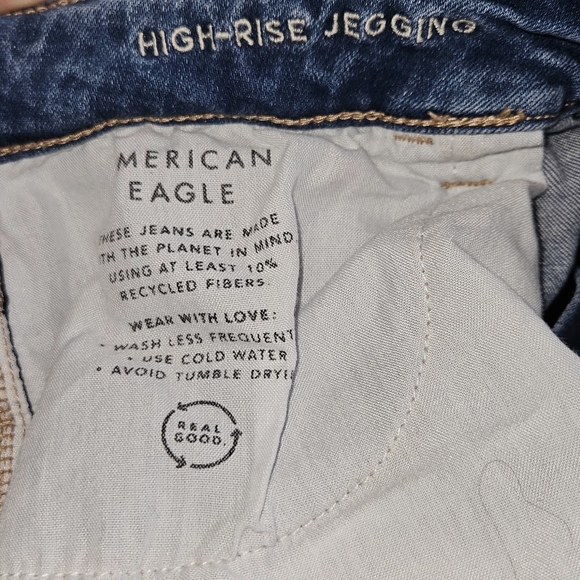 HIGH-RISE JEGGING
MERICAN
EAGLE
HESE JEANS ARE MADE
TH THE PLANET IN MIND
USING AT LEAST 10%
RECYCLED FIBERS.
WEAR WITH LOVE:
• WASH LESS FREQUENT
• USE COLD WATER
• AVOID TUMBLE DRYI
REAL
GOOD.